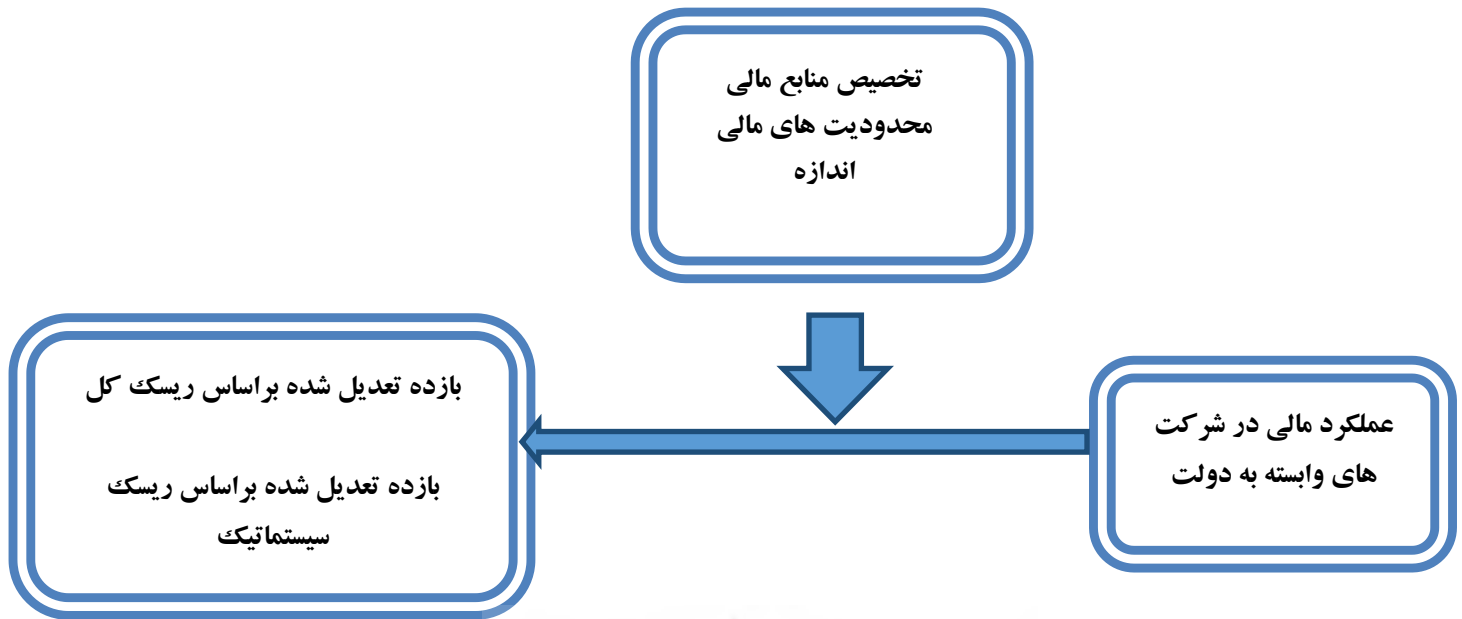 تخصیص منابع مالی
محدودیت های مالی
اندازه
عملکرد مالی در شرکت
های وابسته به دولت
بازده تعدیل شده براساس ریسک کل
بازده تعدیل شده براساس ریسک
سیستماتیک